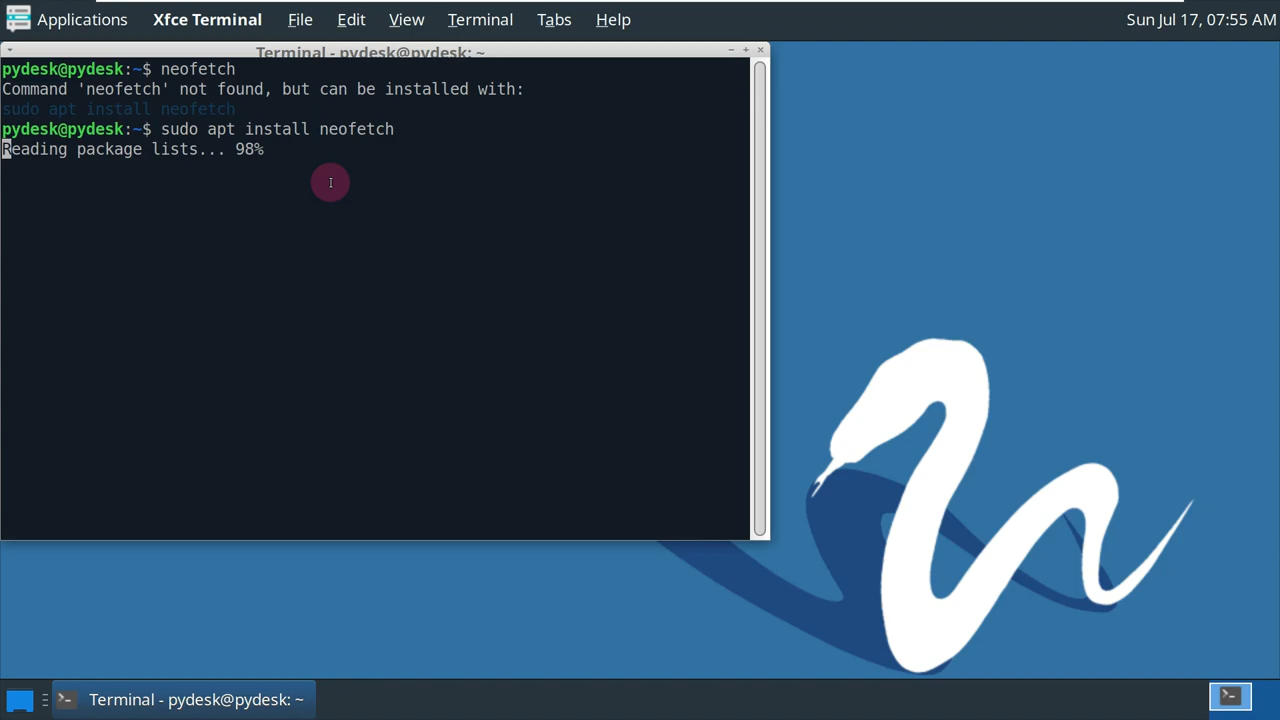 Applications Xfce Terminal File Edit View Terminal Tabs Help Sun Jul 17, 07:55 AM
Terminal - pydesk@pydesk: ~
pydesk@pydesk:~$ neofetch
Command 'neofetch' not found, but can be installed with:
sudo apt install neofetch
pydesk@pydesk:~$ sudo apt install neofetch
Reading package lists... 98%
Terminal - pydesk@pydesk: ~